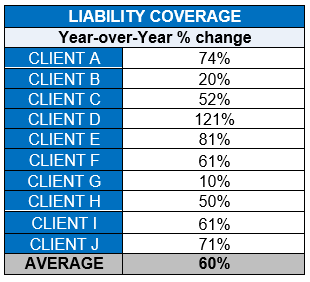 LIABILITY COVERAGE
Year-over-Year % change
CLIENT A 74%
CLIENT B 20%
CLIENT C 52%
CLIENT D 121%
CLIENT E 81%
CLIENT F 61%
CLIENT G 10%
CLIENT H 50%
CLIENT I 61%
CLIENT J 71%
AVERAGE 60%